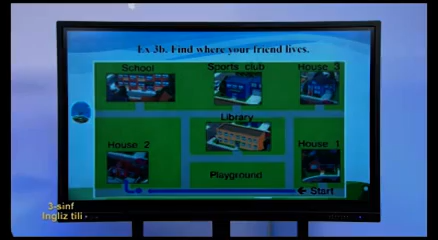 Ex 3b. Find where your friend lives.
School
Sports club
House 3
Library
House 2
House 1
Playground
← Start
3-sinf
Ingliz tili